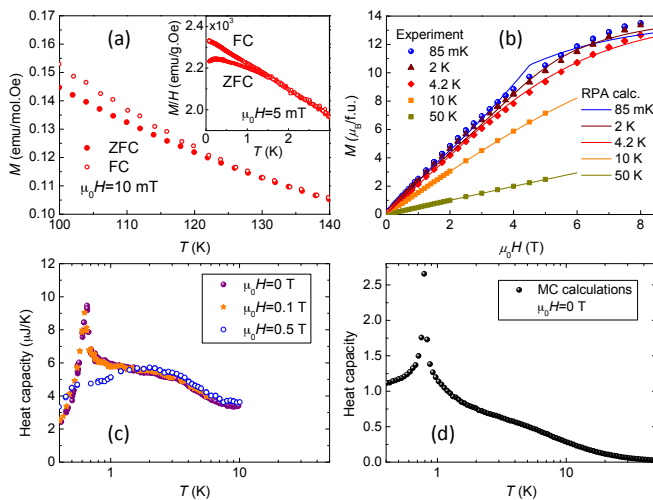 (a)
M (emu/mol.Oe)
0.17
0.16
0.15
0.14
0.13
0.12
0.11
0.10
100 110 120 130 140
T (K)
ZFC
FC
μ0H=10 mT
×10³
M/H (emu/g.Oe)
2.4
2.3
2.2
2.1
2.0
0 1 2 3
T (K)
FC
ZFC
μ0H=5 mT
(b)
M (μB/f.u.)
14
12
10
8
6
4
2
0
0 2 4 6 8
μ0H (T)
Experiment
85 mK
2 K
4.2 K
10 K
50 K
RPA calc.
85 mK
2 K
4.2 K
10 K
50 K
(c)
Heat capacity (μJ/K)
12
10
8
6
4
2
0
1 10
T (K)
μ0H=0 T
μ0H=0.1 T
μ0H=0.5 T
(d)
Heat capacity
2.5
2.0
1.5
1.0
0.5
0.0
1 10
T (K)
MC calculations
μ0H=0 T